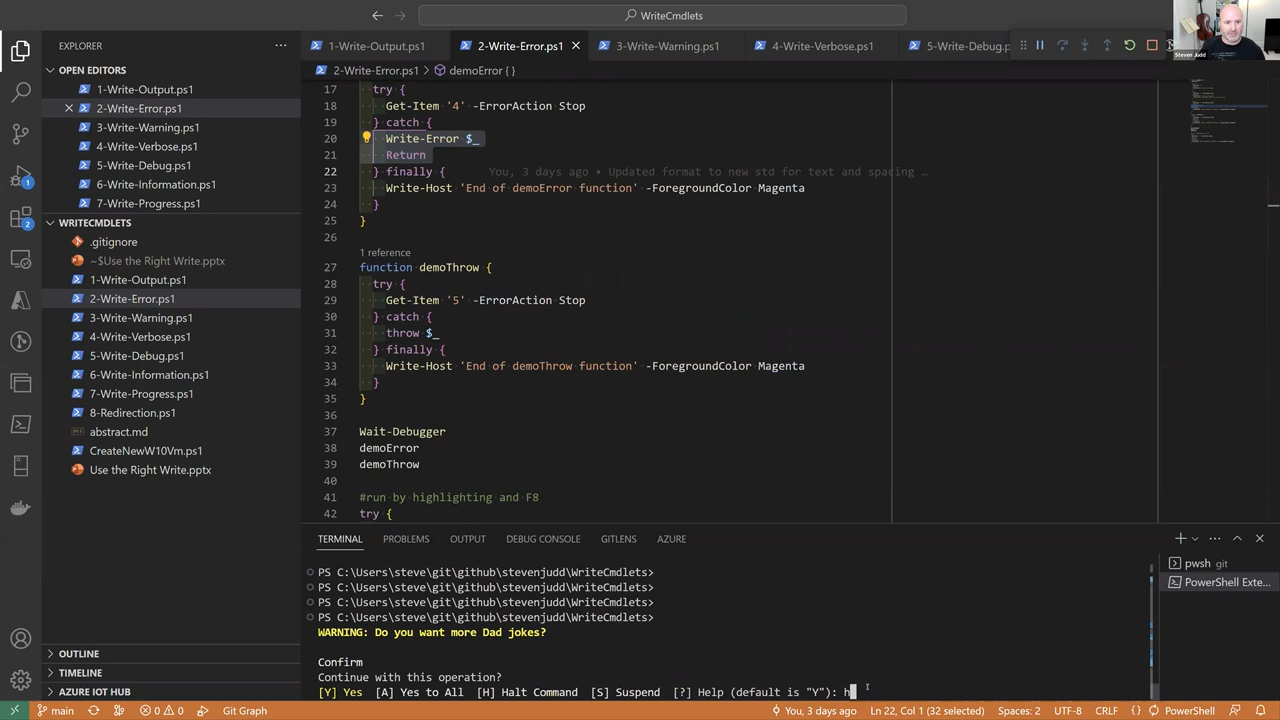 WriteCmdlets
Steven Judd
EXPLORER
OPEN EDITORS
1-Write-Output.ps1
2-Write-Error.ps1
3-Write-Warning.ps1
4-Write-Verbose.ps1
5-Write-Debug.ps1
6-Write-Information.ps1
7-Write-Progress.ps1
WRITECMDLETS
.gitignore
~$Use the Right Write.pptx
1-Write-Output.ps1
2-Write-Error.ps1
3-Write-Warning.ps1
4-Write-Verbose.ps1
5-Write-Debug.ps1
6-Write-Information.ps1
7-Write-Progress.ps1
8-Redirection.ps1
abstract.md
CreateNewW10Vm.ps1
Use the Right Write.pptx
OUTLINE
TIMELINE
AZURE IOT HUB
1
2
1-Write-Output.ps1 2-Write-Error.ps1 3-Write-Warning.ps1 4-Write-Verbose.ps1 5-Write-Debug.p
2-Write-Error.ps1 > demoError { }
17 try {
18 Get-Item '4' -ErrorAction Stop
19 } catch {
20 Write-Error $_
21 Return
22 } finally { You, 3 days ago • Updated format to new std for text and spacing …
23 Write-Host 'End of demoError function' -ForegroundColor Magenta
24 }
25 }
26
1 reference
27 function demoThrow {
28 try {
29 Get-Item '5' -ErrorAction Stop
30 } catch {
31 throw $_
32 } finally {
33 Write-Host 'End of demoThrow function' -ForegroundColor Magenta
34 }
35 }
36
37 Wait-Debugger
38 demoError
39 demoThrow
40
41 #run by highlighting and F8
42 try {
TERMINAL PROBLEMS OUTPUT DEBUG CONSOLE GITLENS AZURE
PS C:\Users\steve\git\github\stevenjudd\WriteCmdlets>
PS C:\Users\steve\git\github\stevenjudd\WriteCmdlets>
PS C:\Users\steve\git\github\stevenjudd\WriteCmdlets>
PS C:\Users\steve\git\github\stevenjudd\WriteCmdlets>
WARNING: Do you want more Dad jokes?
Confirm
Continue with this operation?
[Y] Yes [A] Yes to All [H] Halt Command [S] Suspend [?] Help (default is "Y"): h
pwsh git
PowerShell Exte...
main 0 0 Git Graph You, 3 days ago Ln 22, Col 1 (32 selected) Spaces: 2 UTF-8 CRLF PowerShell